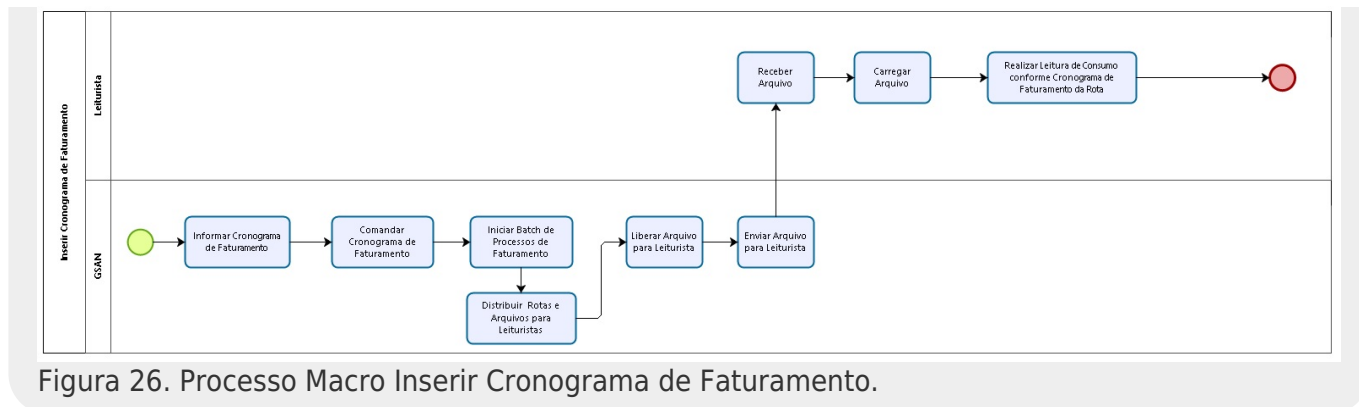 Inserir Cronograma de Faturamento
Leiturista
Receber
Arquivo
Carregar
Arquivo
Realizar Leitura de Consumo
conforme Cronograma de
Faturamento da Rota
GSAN
Informar Cronograma
de Faturamento
Comandar
Cronograma de
Faturamento
Iniciar Batch de
Processos de
Faturamento
Distribuir Rotas e
Arquivos para
Leituristas
Liberar Arquivo
para Leiturista
Enviar Arquivo
para Leiturista
Figura 26. Processo Macro Inserir Cronograma de Faturamento.